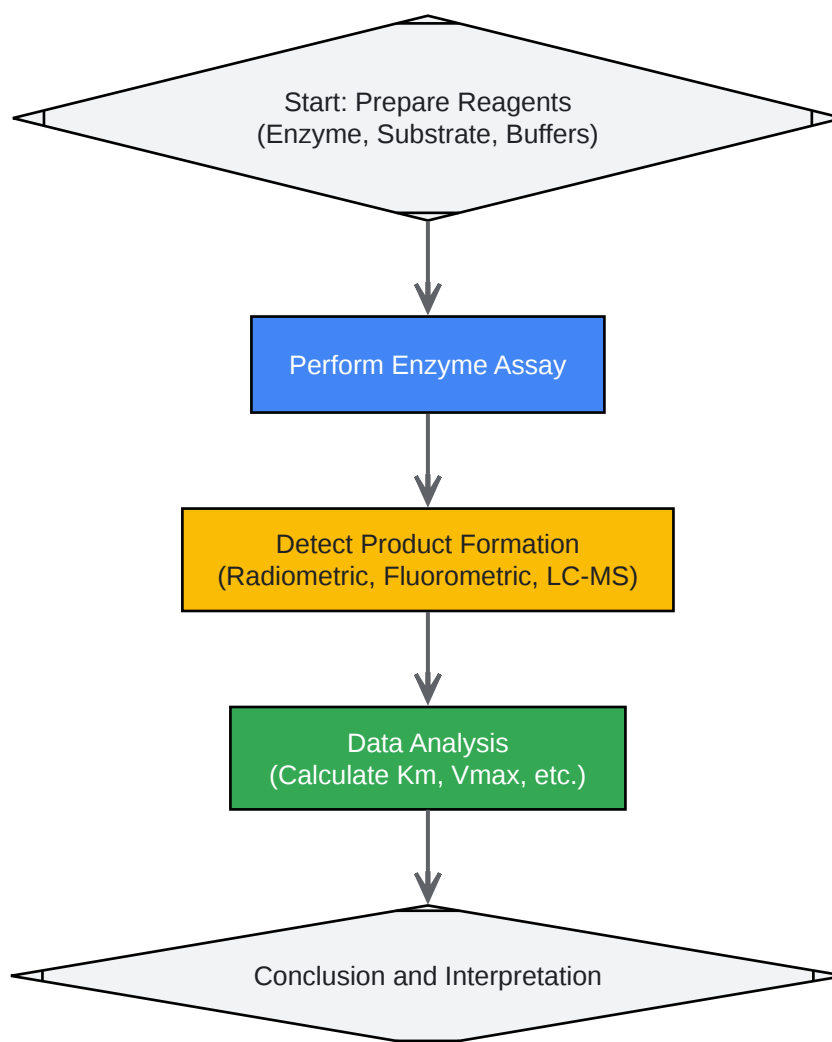 Start: Prepare Reagents
(Enzyme, Substrate, Buffers)
Perform Enzyme Assay
Detect Product Formation
(Radiometric, Fluorometric, LC-MS)
Data Analysis
(Calculate Km, Vmax, etc.)
Conclusion and Interpretation